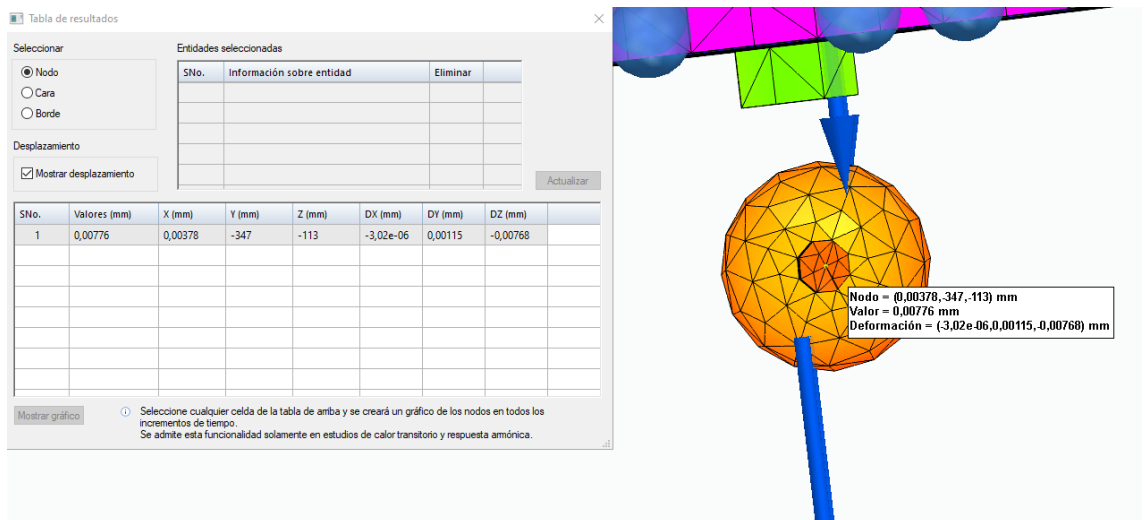 Tabla de resultados
Seleccionar
Nodo
Cara
Borde
Desplazamiento
Mostrar desplazamiento
Entidades seleccionadas
SNo. Información sobre entidad Eliminar
Actualizar
SNo. Valores (mm) X (mm) Y (mm) Z (mm) DX (mm) DY (mm) DZ (mm)
1 0,00776 0,00378 -347 -113 -3,02e-06 0,00115 -0,00768
Mostrar gráfico
Seleccione cualquier celda de la tabla de arriba y se creará un gráfico de los nodos en todos los
incrementos de tiempo.
Se admite esta funcionalidad solamente en estudios de calor transitorio y respuesta armónica.
Nodo = (0,00378,-347,-113) mm
Valor = 0,00776 mm
Deformación = (-3,02e-06,0,00115,-0,00768) mm